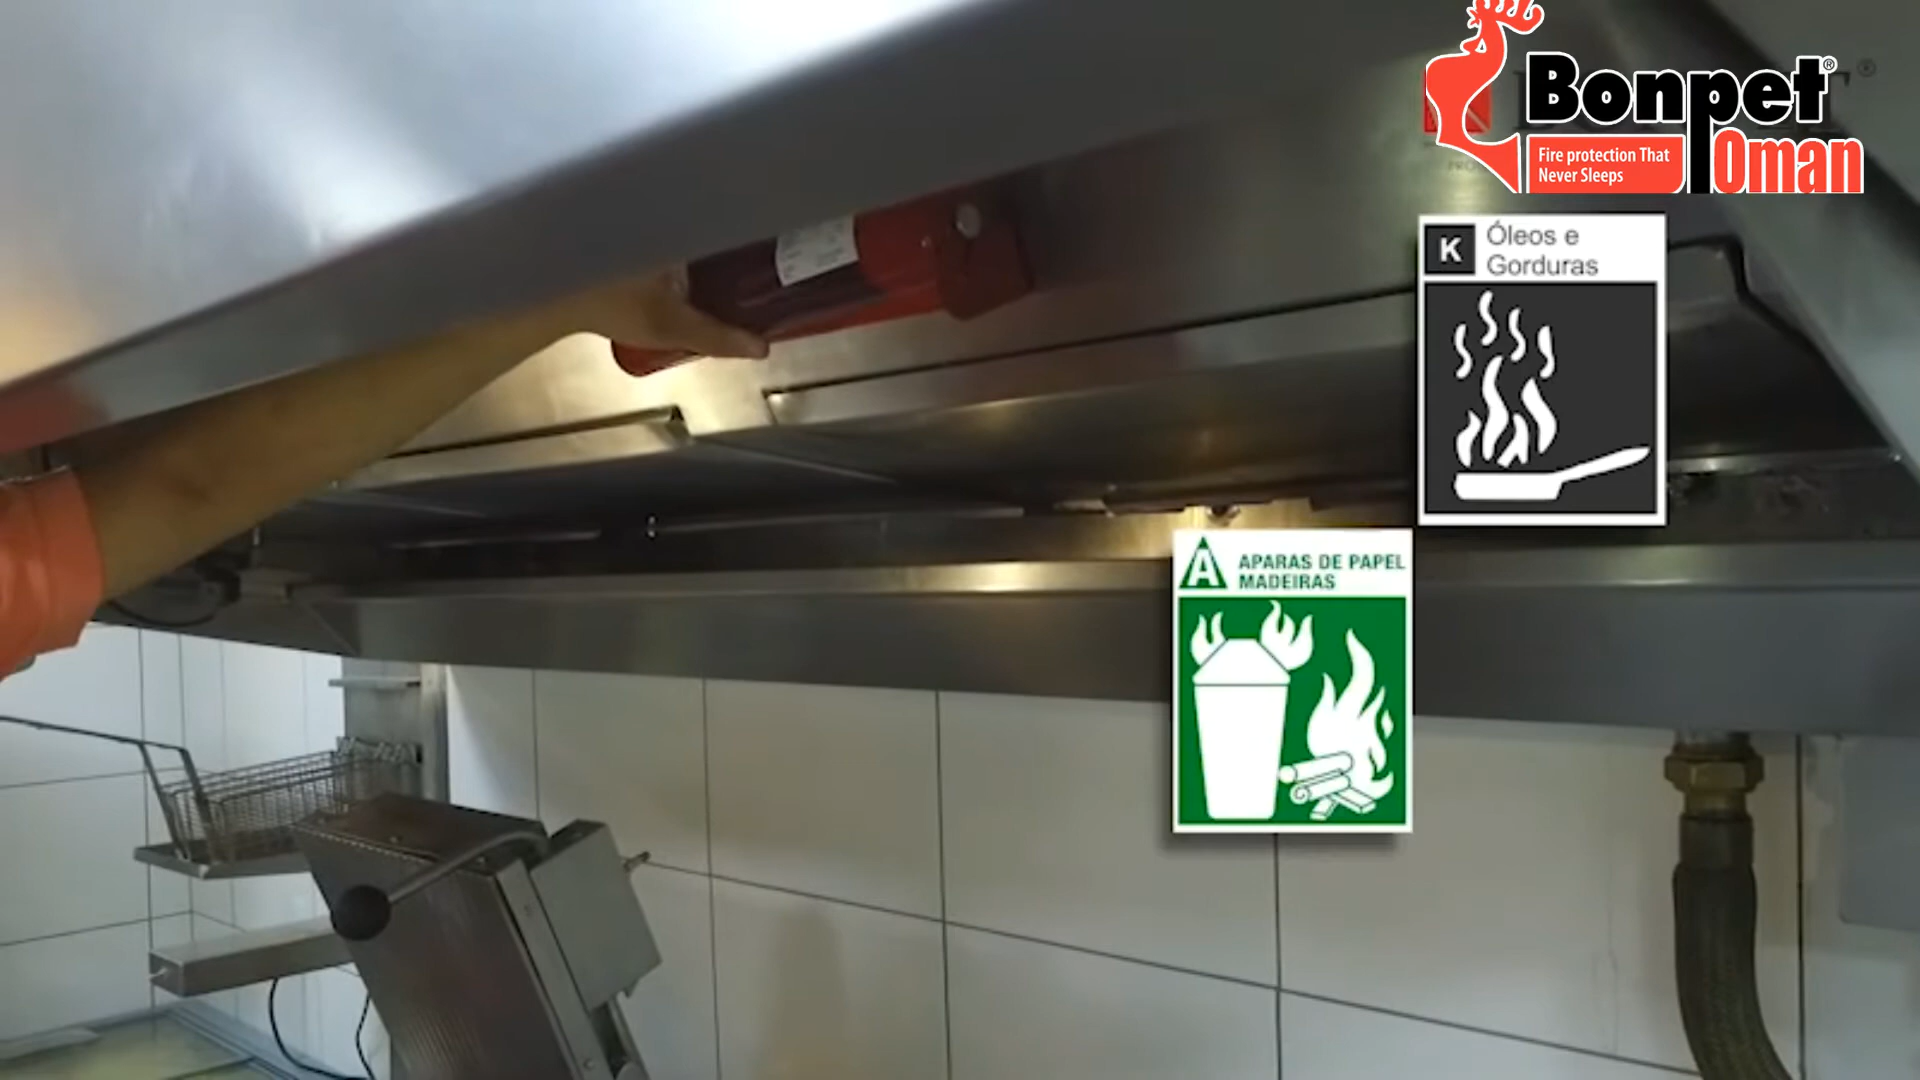 Bonpet®
Oman
Fire protection That
Never Sleeps
K
Óleos e
Gorduras
A
APARAS DE PAPEL
MADEIRAS